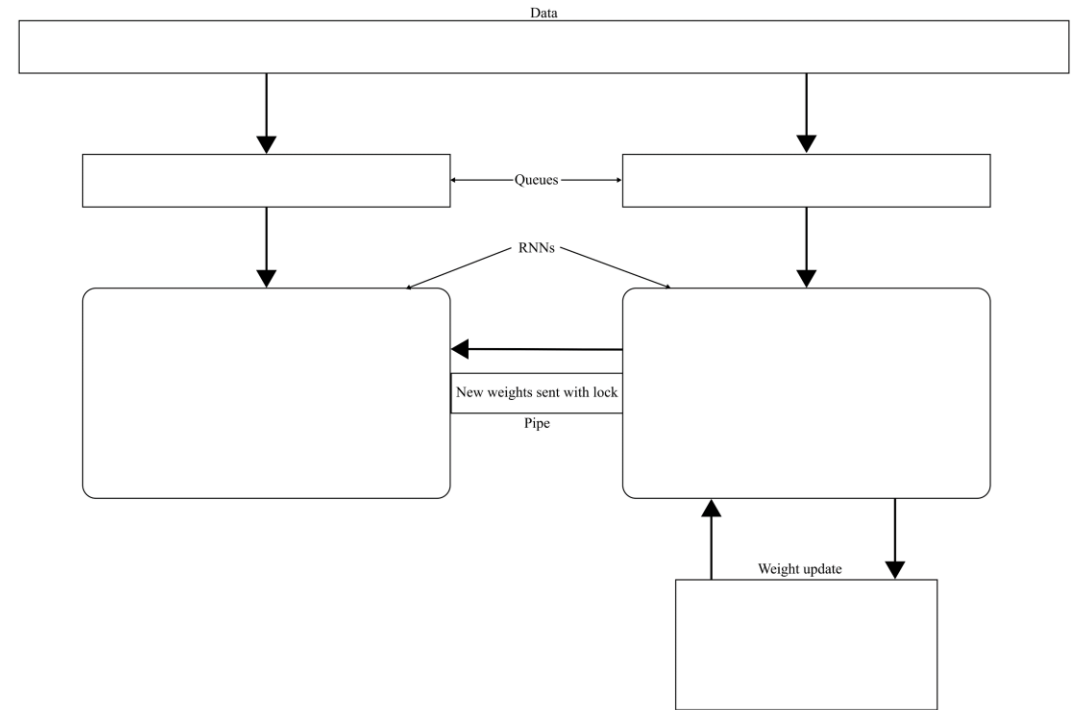 Data
Queues
RNNs
New weights sent with lock
Pipe
Weight update